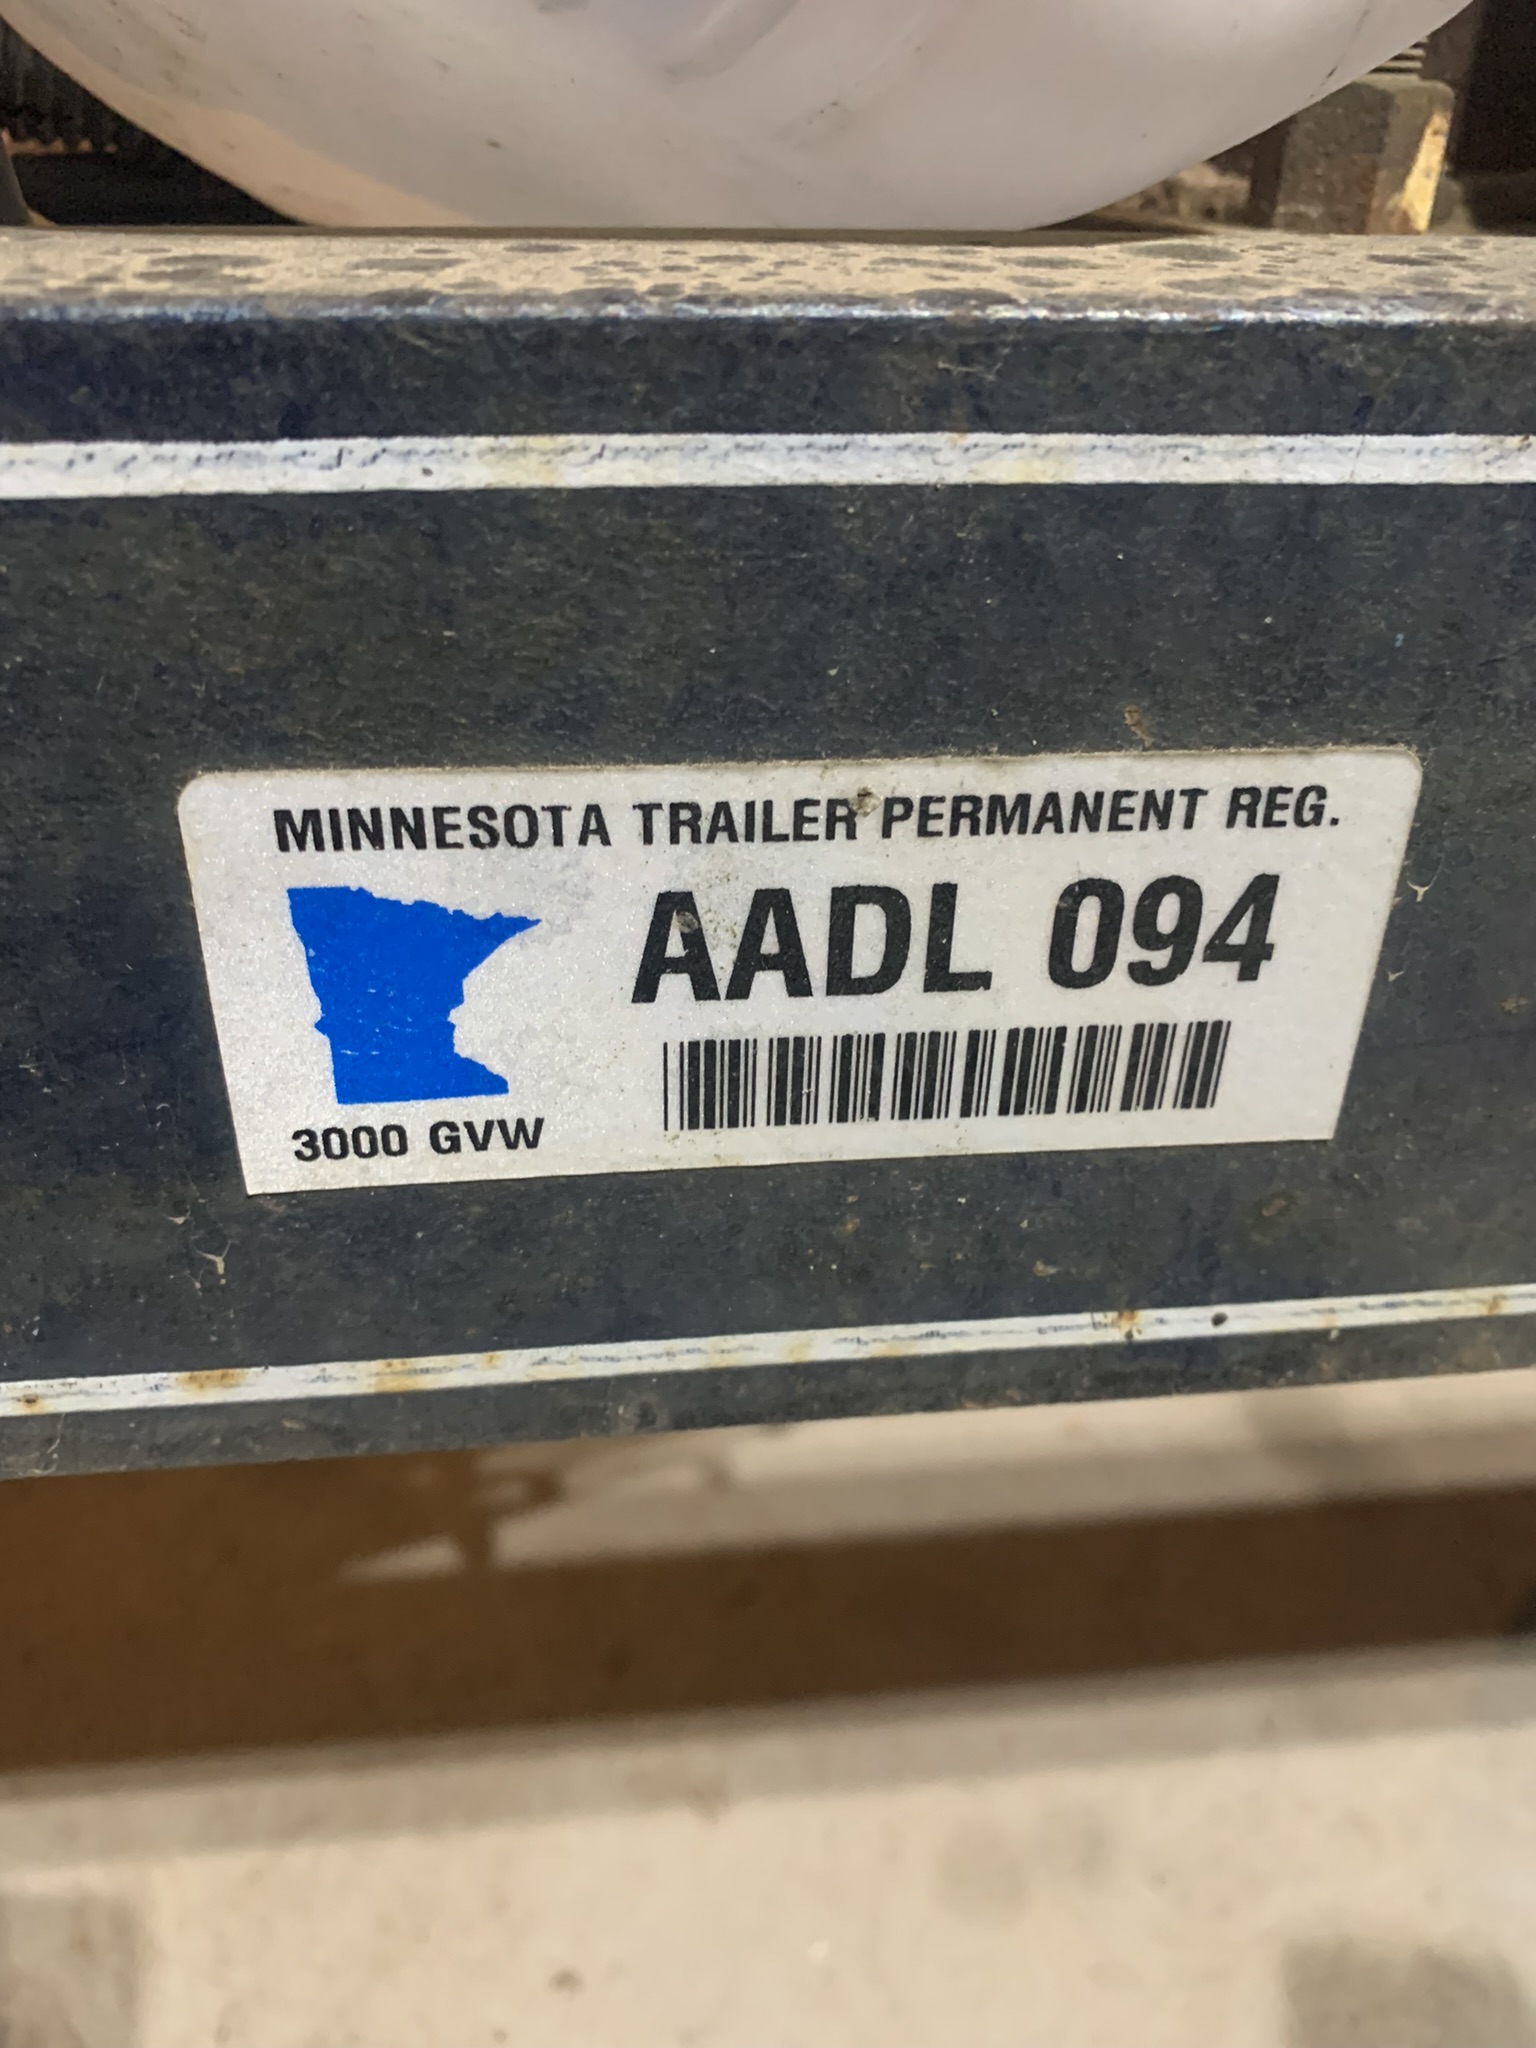 MINNESOTA TRAILER PERMANENT REG.
AADL 094
3000 GVW